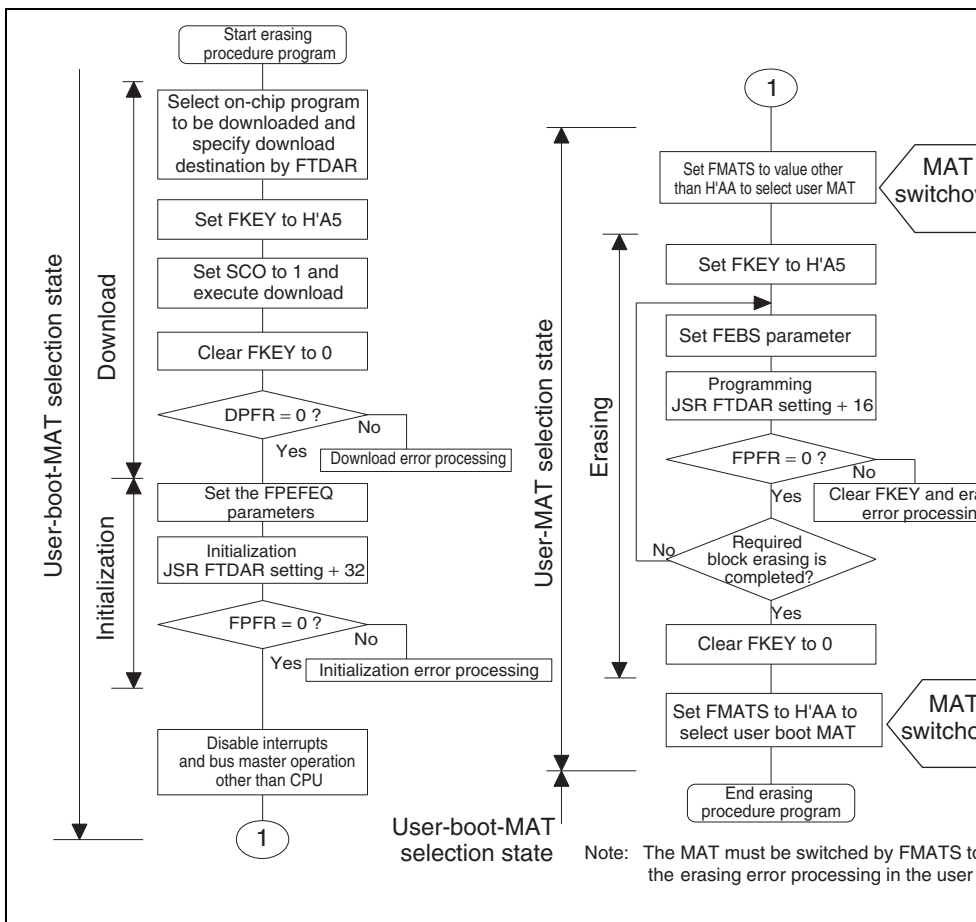 Start erasing
procedure program
Select on-chip program
to be downloaded and
specify download
destination by FTDAR
Set FKEY to H'A5
Set SCO to 1 and
execute download
Clear FKEY to 0
DPFR = 0 ?
No
Yes
Download error processing
Set the FPEFEQ
parameters
Initialization
JSR FTDAR setting + 32
FPFR = 0 ?
No
Yes
Initialization error processing
Disable interrupts
and bus master operation
other than CPU
1
User-boot-MAT selection state
Download
Initialization
1
Set FMATS to value other
than H'AA to select user MAT
MAT
Set FKEY to H'A5
Set FEBS parameter
Programming
JSR FTDAR setting + 16
FPFR = 0 ?
No
Yes
Clear FKEY and
error
Required
block erasing is
completed?
No
Yes
Clear FKEY to 0
Set FMATS to H'AA to
select user boot MAT
MAT
End erasing
procedure program
User-MAT selection state
Erasing
User-boot-MAT
selection state
Note: The MAT must be switched by FMATS to
the erasing error processing in the user